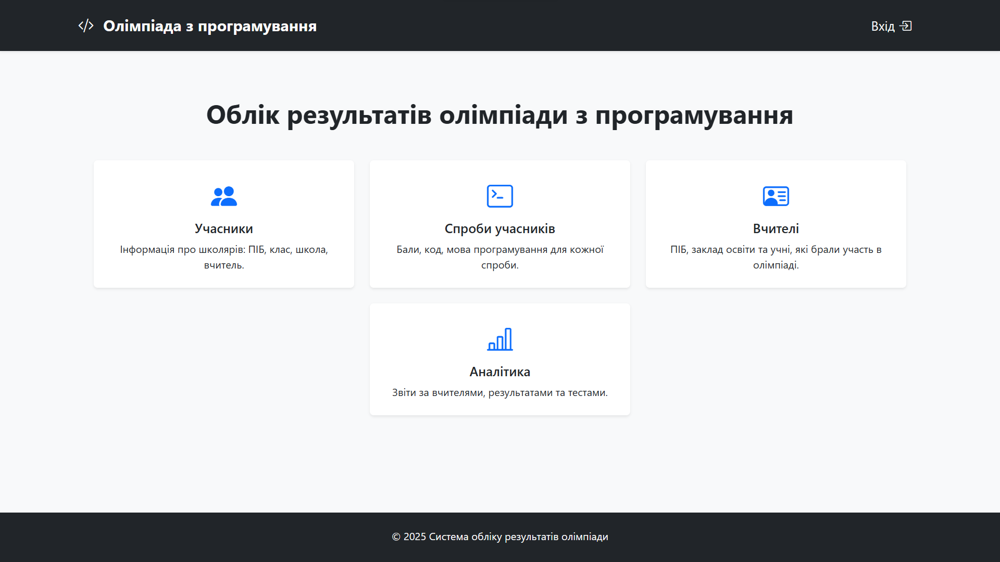 Олімпіада з програмування
Вхід
Облік результатів олімпіади з програмування
Учасники
Інформація про школярів: ПІБ, клас, школа,
вчитель.
Спроби учасників
Бали, код, мова програмування для кожної
спроби.
Вчителі
ПІБ, заклад освіти та учні, які брали участь в
олімпіаді.
Аналітика
Звіти за вчителями, результатами та тестами.
© 2025 Система обліку результатів олімпіади